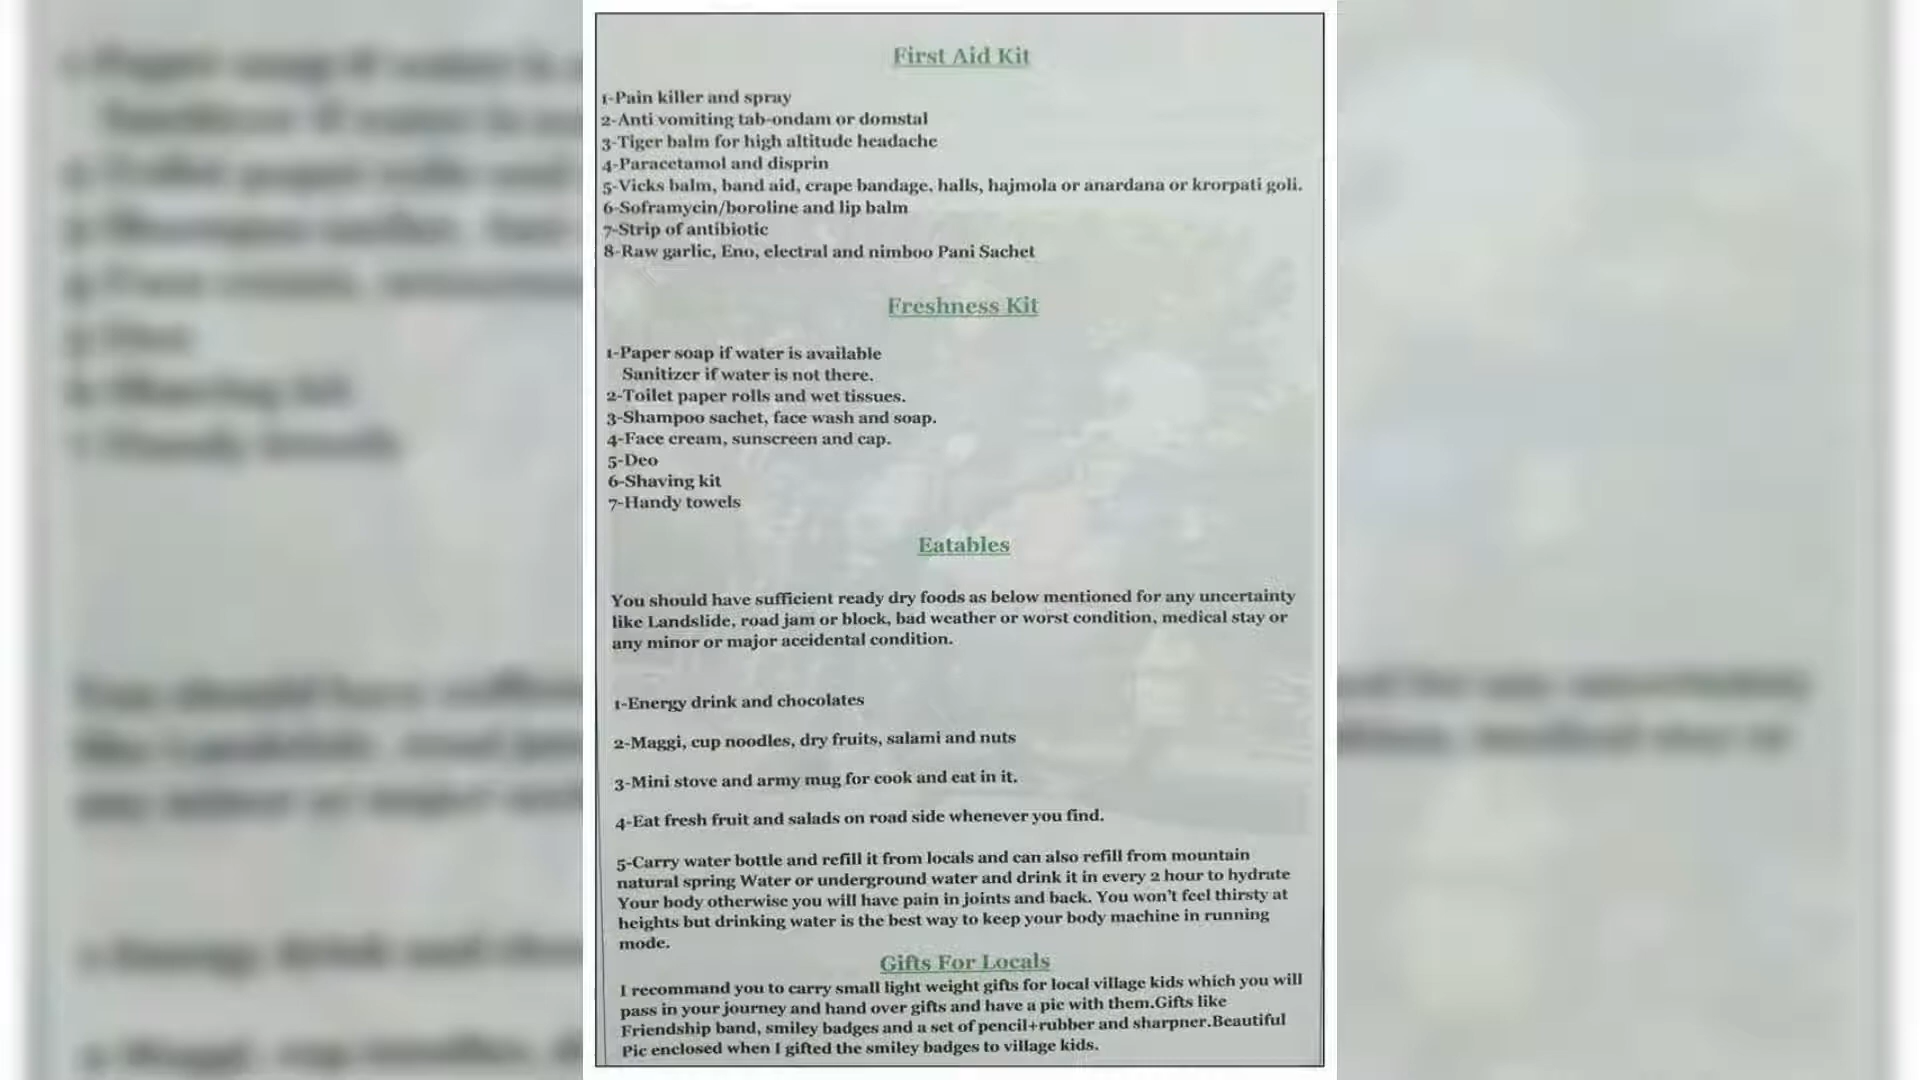 First Aid Kit
1-Pain killer and spray
2-Anti vomiting tab-ondam or domstal
3-Tiger balm for high altitude headache
4-Paracetamol and disprin
5-Vicks balm, band aid, crape bandage, halls, hajmola or anardana or krorpati goli.
6-Soframycin/boroline and lip balm
7-Strip of antibiotic
8-Raw garlic, Eno, electral and nimboo Pani Sachet
Freshness Kit
1-Paper soap if water is available
Sanitizer if water is not there.
2-Toilet paper rolls and wet tissues.
3-Shampoo sachet, face wash and soap.
4-Face cream, sunscreen and cap.
5-Deo
6-Shaving kit
7-Handy towels
Eatables
You should have sufficient ready dry foods as below mentioned for any uncertainty
like Landslide, road jam or block, bad weather or worst condition, medical stay or
any minor or major accidental condition.
1-Energy drink and chocolates
2-Maggi, cup noodles, dry fruits, salami and nuts
3-Mini stove and army mug for cook and eat in it.
4-Eat fresh fruit and salads on road side whenever you find.
5-Carry water bottle and refill it from locals and can also refill from mountain
natural spring Water or underground water and drink it in every 2 hour to hydrate
Your body otherwise you will have pain in joints and back. You won't feel thirsty at
heights but drinking water is the best way to keep your body machine in running
mode.
Gifts For Locals
I recommand you to carry small light weight gifts for local village kids which you will
pass in your journey and hand over gifts and have a pic with them.Gifts like
Friendship band, smiley badges and a set of pencil+rubber and sharpner.Beautiful
Pic enclosed when I gifted the smiley badges to village kids.